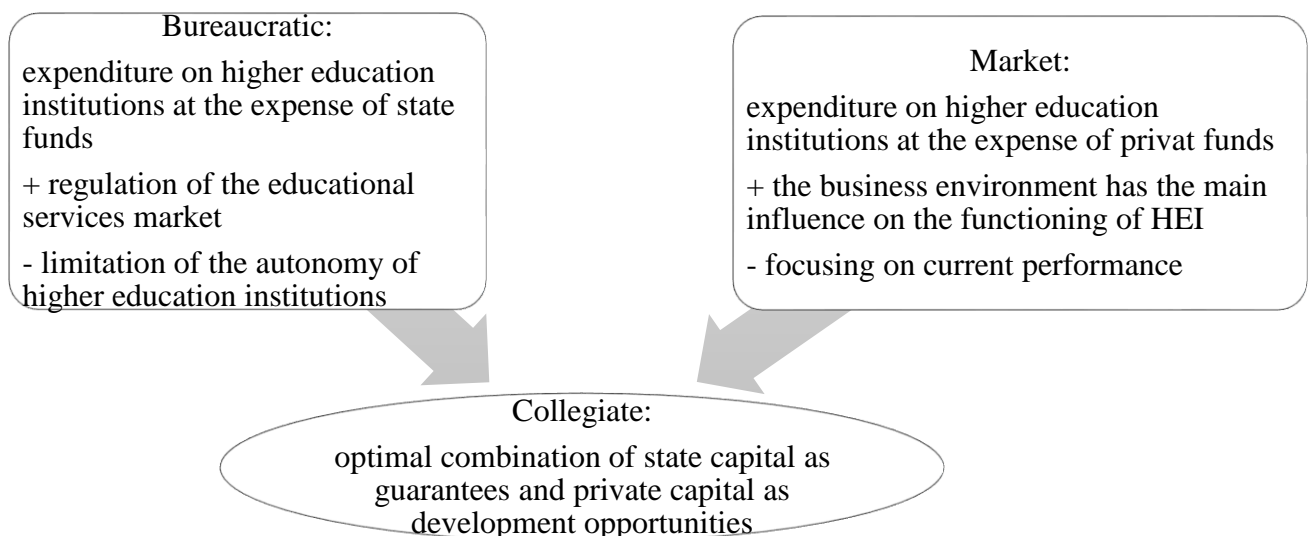 Bureaucratic:
expenditure on higher education
institutions at the expense of state
funds
+ regulation of the educational
services market
- limitation of the autonomy of
higher education institutions
Market:
expenditure on higher education
institutions at the expense of privat funds
+ the business environment has the main
influence on the functioning of HEI
- focusing on current performance
Collegiate:
optimal combination of state capital as
guarantees and private capital as
development opportunities